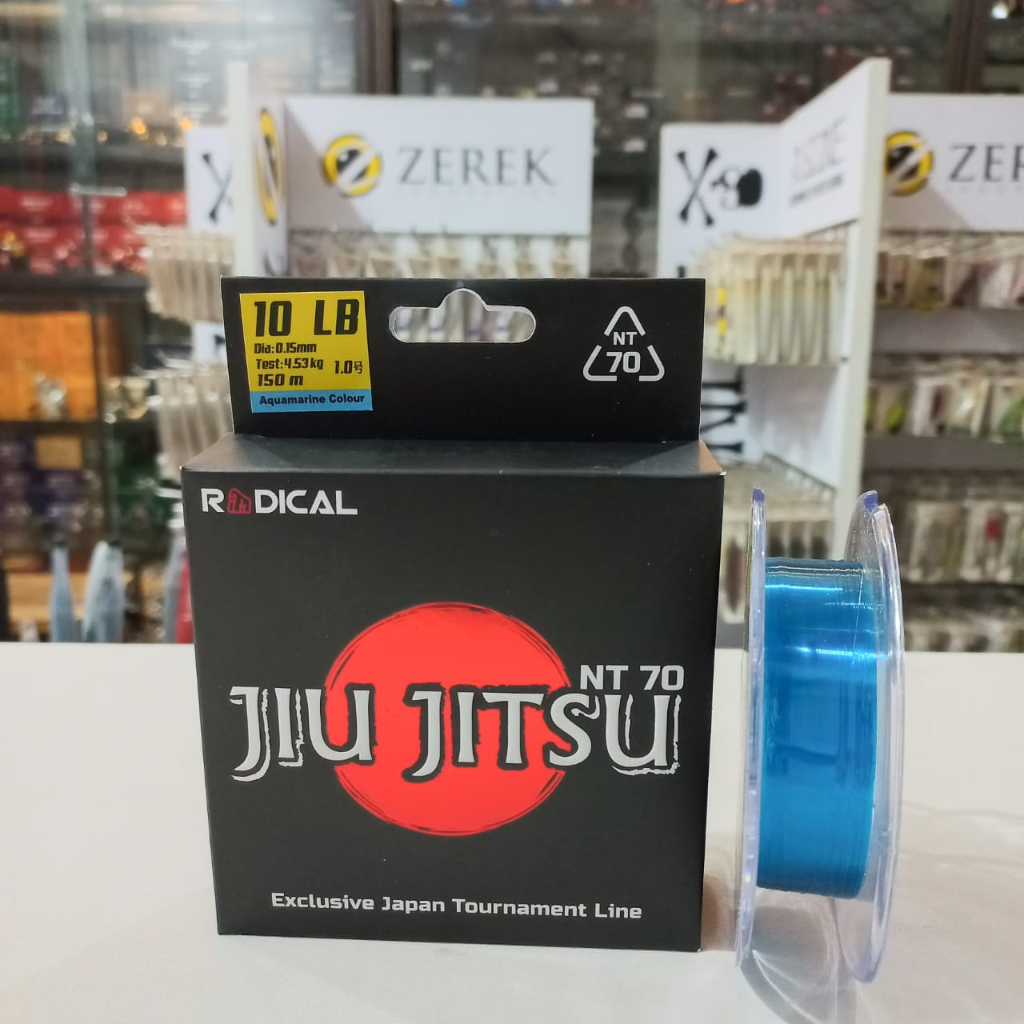 ZEREK
ZER
10 LB
Dia:0.15mm
Test:4.53kg 1.0号
150 m
Aquamarine Colour
NT
70
RADICAL
NT 70
JIU JITSU
Exclusive Japan Tournament Line